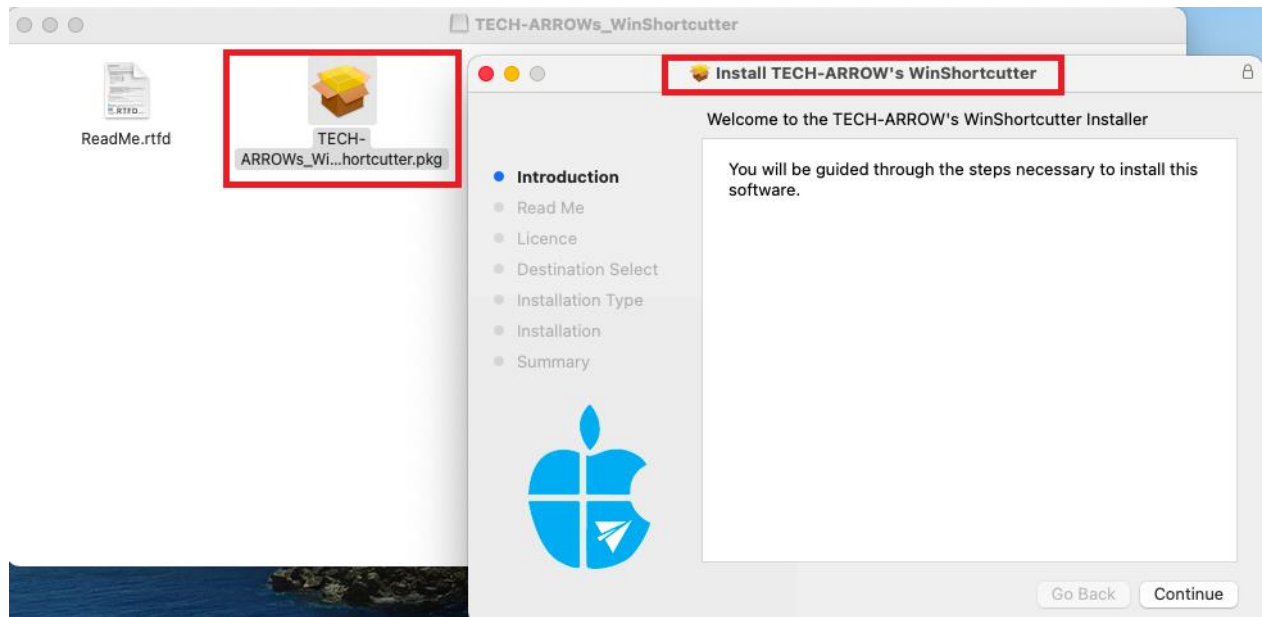 TECH-ARROWs_WinShortcutter
RTFD
ReadMe.rtfd
TECH-
ARROWs_Wi...hortcutter.pkg
Install TECH-ARROW's WinShortcutter
Welcome to the TECH-ARROW's WinShortcutter Installer
Introduction
Read Me
Licence
Destination Select
Installation Type
Installation
Summary
You will be guided through the steps necessary to install this
software.
Go Back
Continue